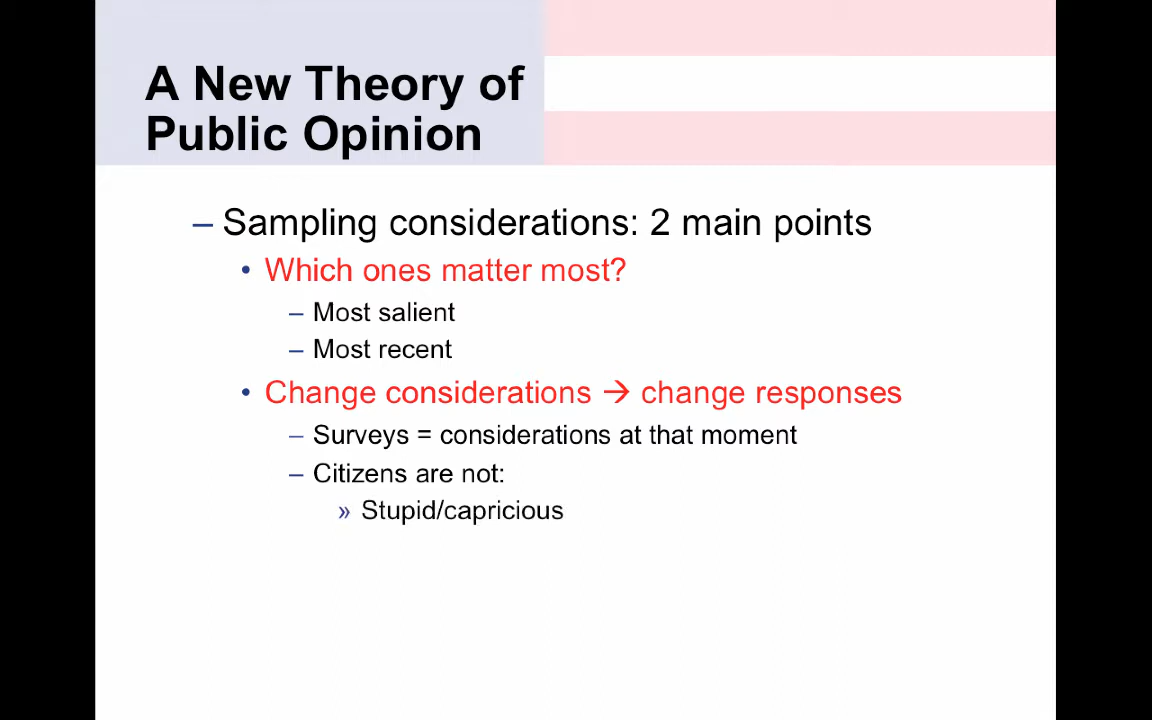 A New Theory of
Public Opinion
– Sampling considerations: 2 main points
• Which ones matter most?
– Most salient
– Most recent
• Change considerations → change responses
– Surveys = considerations at that moment
– Citizens are not:
» Stupid/capricious